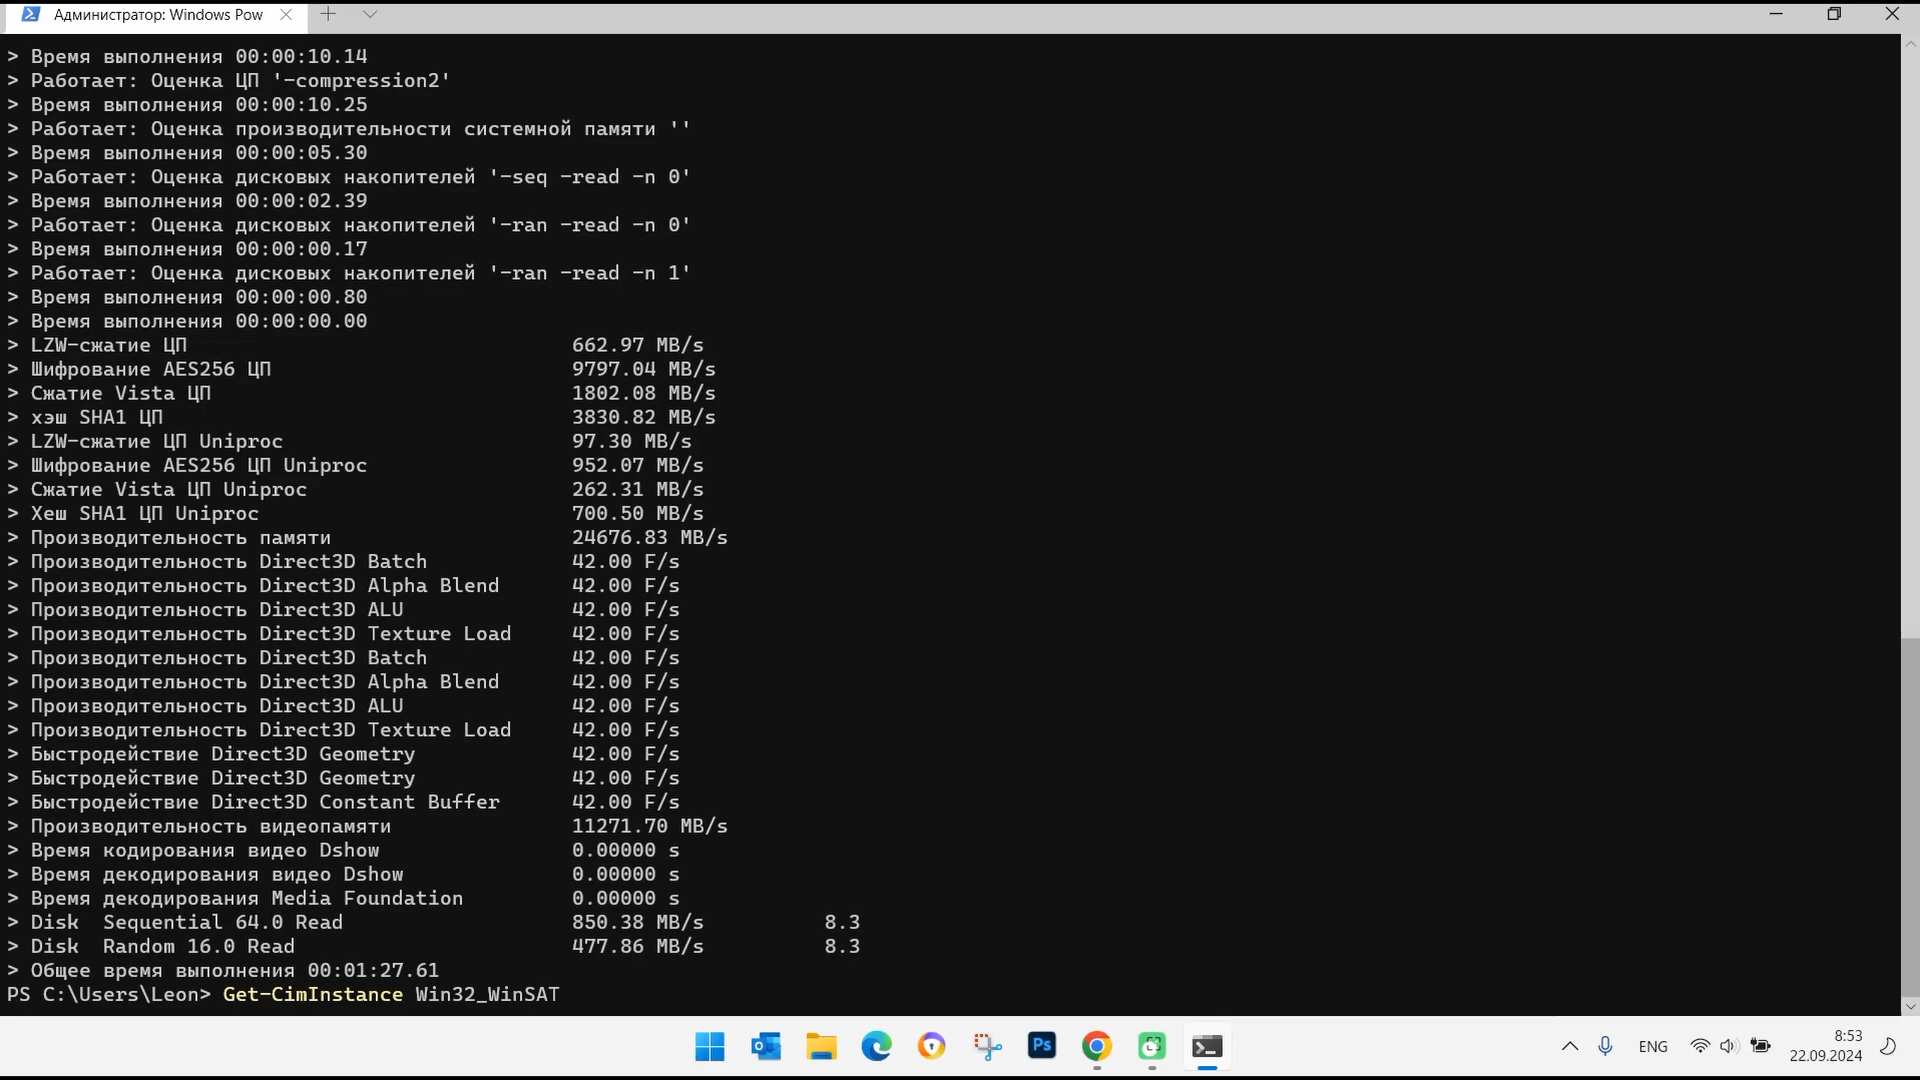 Администратор: Windows Pow
> Время выполнения 00:00:10.14
> Работает: Оценка ЦП '-compression2'
> Время выполнения 00:00:10.25
> Работает: Оценка производительности системной памяти ''
> Время выполнения 00:00:05.30
> Работает: Оценка дисковых накопителей '-seq -read -n 0'
> Время выполнения 00:00:02.39
> Работает: Оценка дисковых накопителей '-ran -read -n 0'
> Время выполнения 00:00:00.17
> Работает: Оценка дисковых накопителей '-ran -read -n 1'
> Время выполнения 00:00:00.80
> Время выполнения 00:00:00.00
> LZW-сжатие ЦП 662.97 MB/s
> Шифрование AES256 ЦП 9797.04 MB/s
> Сжатие Vista ЦП 1802.08 MB/s
> хэш SHA1 ЦП 3830.82 MB/s
> LZW-сжатие ЦП Uniproc 97.30 MB/s
> Шифрование AES256 ЦП Uniproc 952.07 MB/s
> Сжатие Vista ЦП Uniproc 262.31 MB/s
> Хеш SHA1 ЦП Uniproc 700.50 MB/s
> Производительность памяти 24676.83 MB/s
> Производительность Direct3D Batch 42.00 F/s
> Производительность Direct3D Alpha Blend 42.00 F/s
> Производительность Direct3D ALU 42.00 F/s
> Производительность Direct3D Texture Load 42.00 F/s
> Производительность Direct3D Batch 42.00 F/s
> Производительность Direct3D Alpha Blend 42.00 F/s
> Производительность Direct3D ALU 42.00 F/s
> Производительность Direct3D Texture Load 42.00 F/s
> Быстродействие Direct3D Geometry 42.00 F/s
> Быстродействие Direct3D Geometry 42.00 F/s
> Быстродействие Direct3D Constant Buffer 42.00 F/s
> Производительность видеопамяти 11271.70 MB/s
> Время кодирования видео Dshow 0.00000 s
> Время декодирования видео Dshow 0.00000 s
> Время декодирования Media Foundation 0.00000 s
> Disk  Sequential 64.0 Read 850.38 MB/s 8.3
> Disk  Random 16.0 Read 477.86 MB/s 8.3
> Общее время выполнения 00:01:27.61
PS C:\Users\Leon> Get-CimInstance Win32_WinSAT
Ps
ENG
8:53
22.09.2024